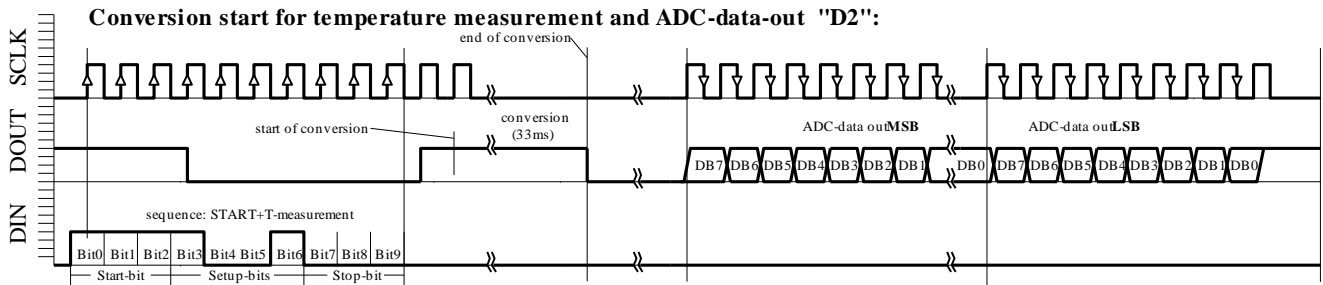 Conversion start for temperature measurement and ADC-data-out "D2":
end of conversion
SCLK
conversion
(33ms)
start of conversion
ADC-data out MSB
ADC-data out LSB
DOUT
DB7 DB6 DB5 DB4 DB3 DB2 DB1 DB0 DB7 DB6 DB5 DB4 DB3 DB2 DB1 DB0
sequence: START+T-measurement
DIN
Bit0 Bit1 Bit2 Bit3 Bit4 Bit5 Bit6 Bit7 Bit8 Bit9
Start-bit Setup-bits Stop-bit